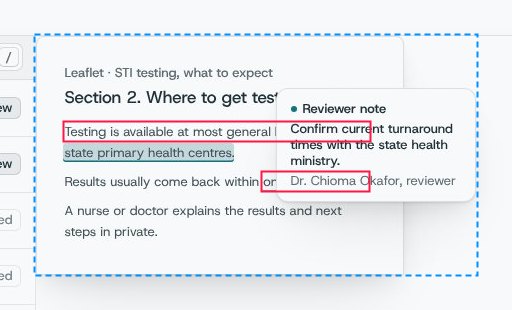 /
Leaflet · STI testing, what to expect
Section 2. Where to get
Testing is available at most general
state primary health centres.
Results usually come back within
A nurse or doctor explains the results and next
steps in private.
Reviewer note
Confirm current turnaround
times with the state health
ministry.
Dr. Chioma Okafor, reviewer